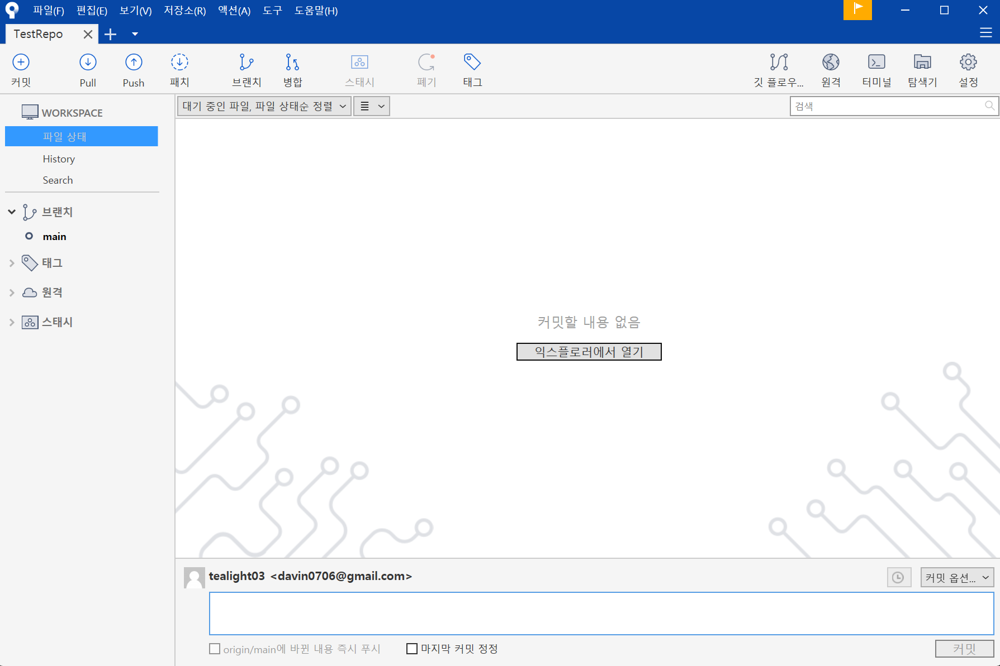 파일(F) 편집(E) 보기(V) 저장소(R) 액션(A) 도구 도움말(H)
TestRepo
커밋 Pull Push 패치 브랜치 병합 스태시 폐기 태그 깃 플로우... 원격 터미널 탐색기 설정
WORKSPACE
파일 상태
History
Search
브랜치
main
태그
원격
스태시
대기 중인 파일, 파일 상태순 정렬
검색
커밋할 내용 없음
익스플로러에서 열기
tealight03 <davin0706@gmail.com>
커밋 옵션...
origin/main에 바뀐 내용 즉시 푸시
마지막 커밋 정정
커밋